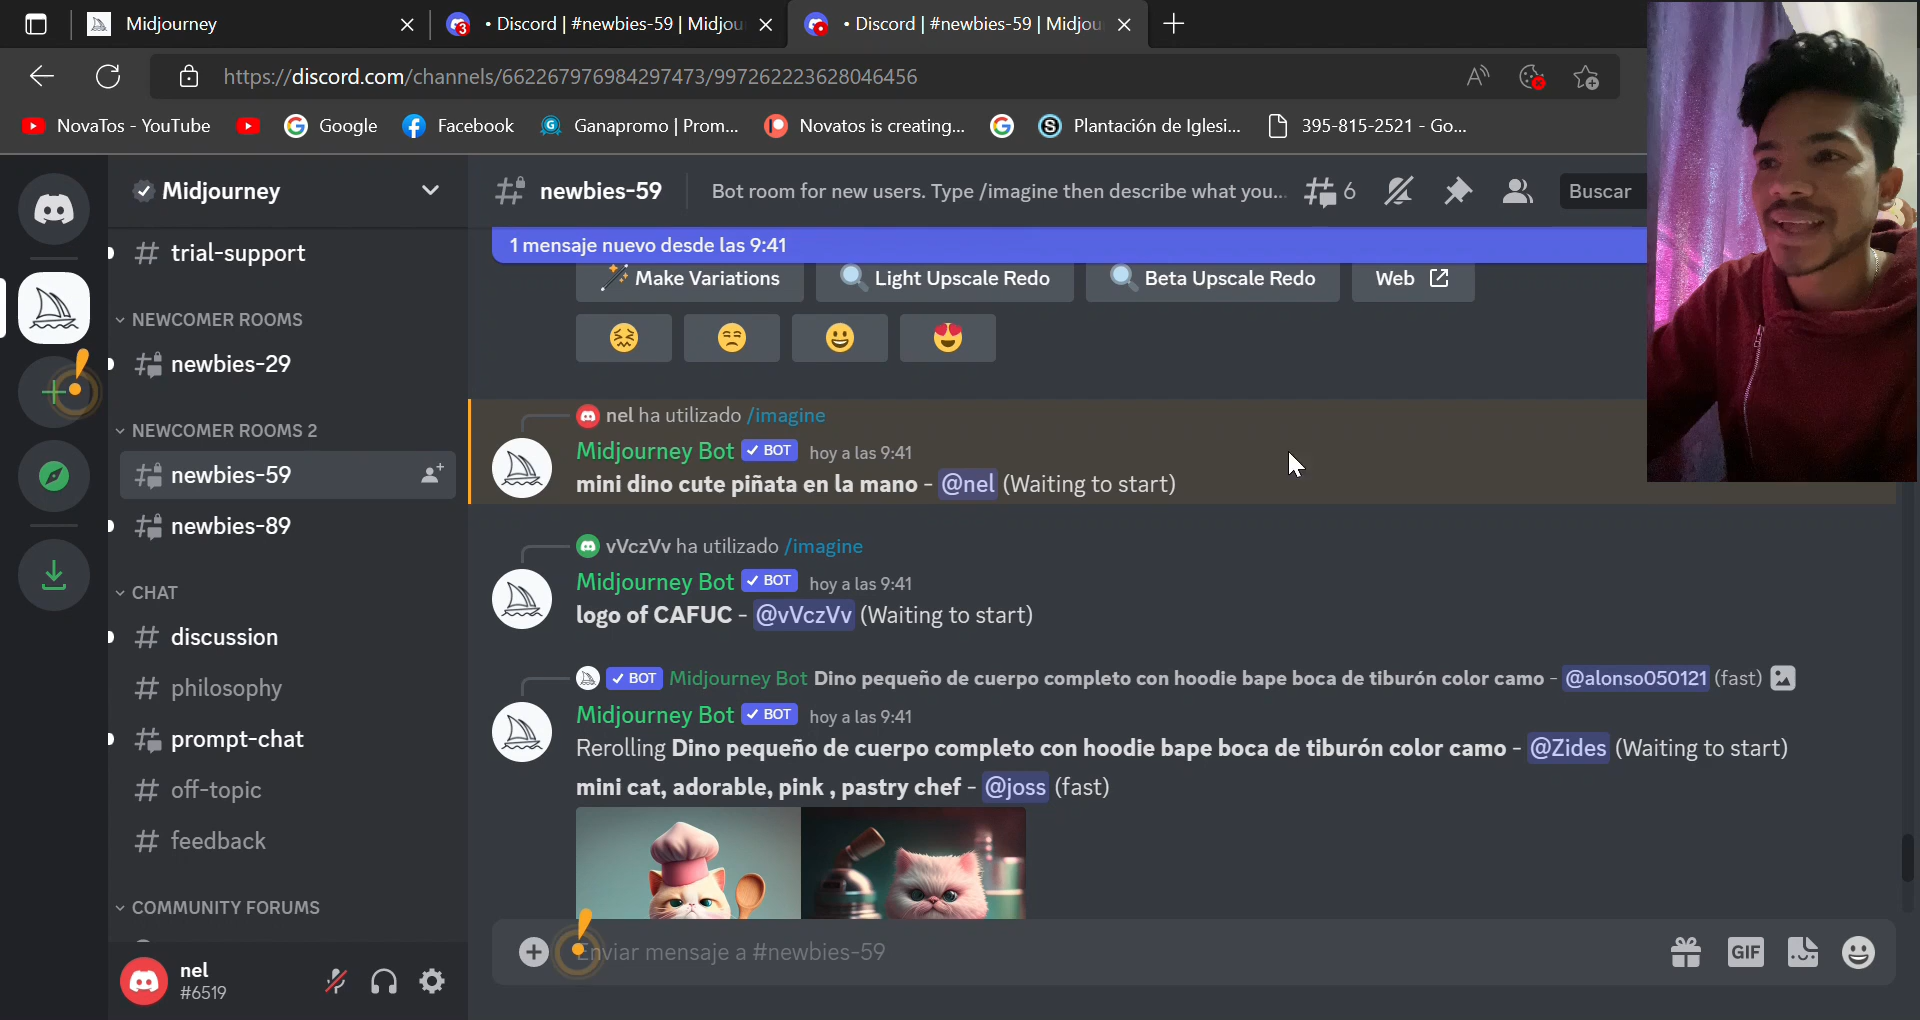 Midjourney
• Discord | #newbies-59 | Midjou
• Discord | #newbies-59 | Midjou
https://discord.com/channels/662267976984297473/997262223628046456
NovaTos - YouTube
Google
Facebook
Ganapromo | Prom...
Novatos is creating...
Plantación de Iglesi...
395-815-2521 - Go...
Midjourney
newbies-59
Bot room for new users. Type /imagine then describe what you...
6
Buscar
trial-support
NEWCOMER ROOMS
newbies-29
NEWCOMER ROOMS 2
newbies-59
newbies-89
CHAT
discussion
philosophy
prompt-chat
off-topic
feedback
COMMUNITY FORUMS
nel
#6519
1 mensaje nuevo desde las 9:41
Make Variations
Light Upscale Redo
Beta Upscale Redo
Web
nel ha utilizado /imagine
Midjourney Bot ✓ BOT hoy a las 9:41
mini dino cute piñata en la mano - @nel (Waiting to start)
vVczVv ha utilizado /imagine
Midjourney Bot ✓ BOT hoy a las 9:41
logo of CAFUC - @vVczVv (Waiting to start)
✓ BOT Midjourney Bot Dino pequeño de cuerpo completo con hoodie bape boca de tiburón color camo - @alonso050121 (fast)
Midjourney Bot ✓ BOT hoy a las 9:41
Rerolling Dino pequeño de cuerpo completo con hoodie bape boca de tiburón color camo - @Zides (Waiting to start)
mini cat, adorable, pink , pastry chef - @joss (fast)
Enviar mensaje a #newbies-59
GIF